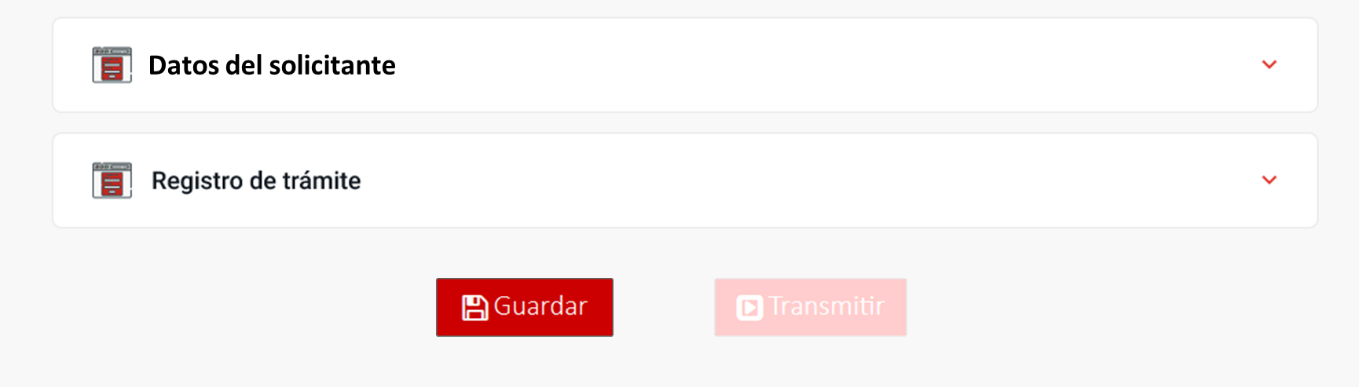 Datos del solicitante
Registro de trámite
Guardar
Transmitir